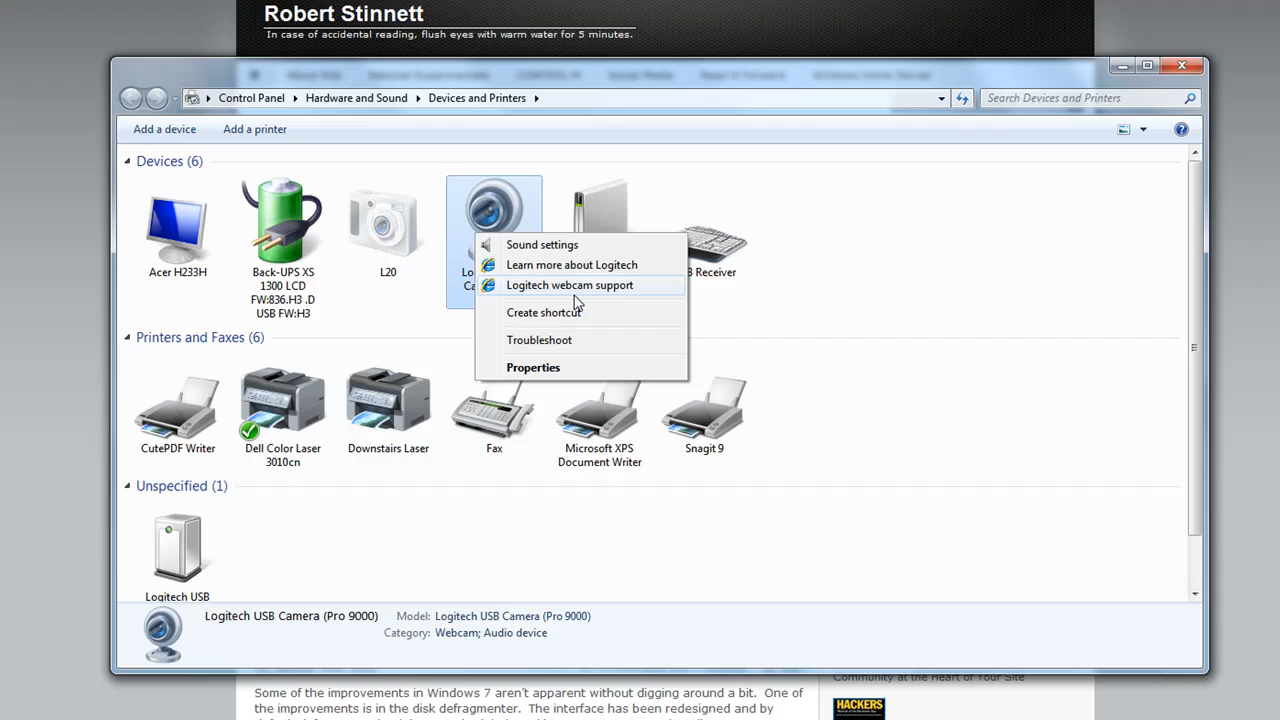 Robert Stinnett
In case of accidental reading, flush eyes with warm water for 5 minutes.
Control Panel
Hardware and Sound
Devices and Printers
Search Devices and Printers
Add a device
Add a printer
Devices (6)
Acer H233H
Back-UPS XS
1300 LCD
FW:836.H3 .D
USB FW:H3
L20
Sound settings
Learn more about Logitech
Logitech webcam support
Create shortcut
Troubleshoot
Properties
Receiver
Printers and Faxes (6)
CutePDF Writer
Dell Color Laser
3010cn
Downstairs Laser
Fax
Microsoft XPS
Document Writer
Snagit 9
Unspecified (1)
Logitech USB
Logitech USB Camera (Pro 9000)
Model: Logitech USB Camera (Pro 9000)
Category: Webcam; Audio device
Community at the Heart of Your Site
Some of the improvements in Windows 7 aren't apparent without digging around a bit. One of
the improvements is in the disk defragmenter. The interface has been redesigned and by
HACKERS